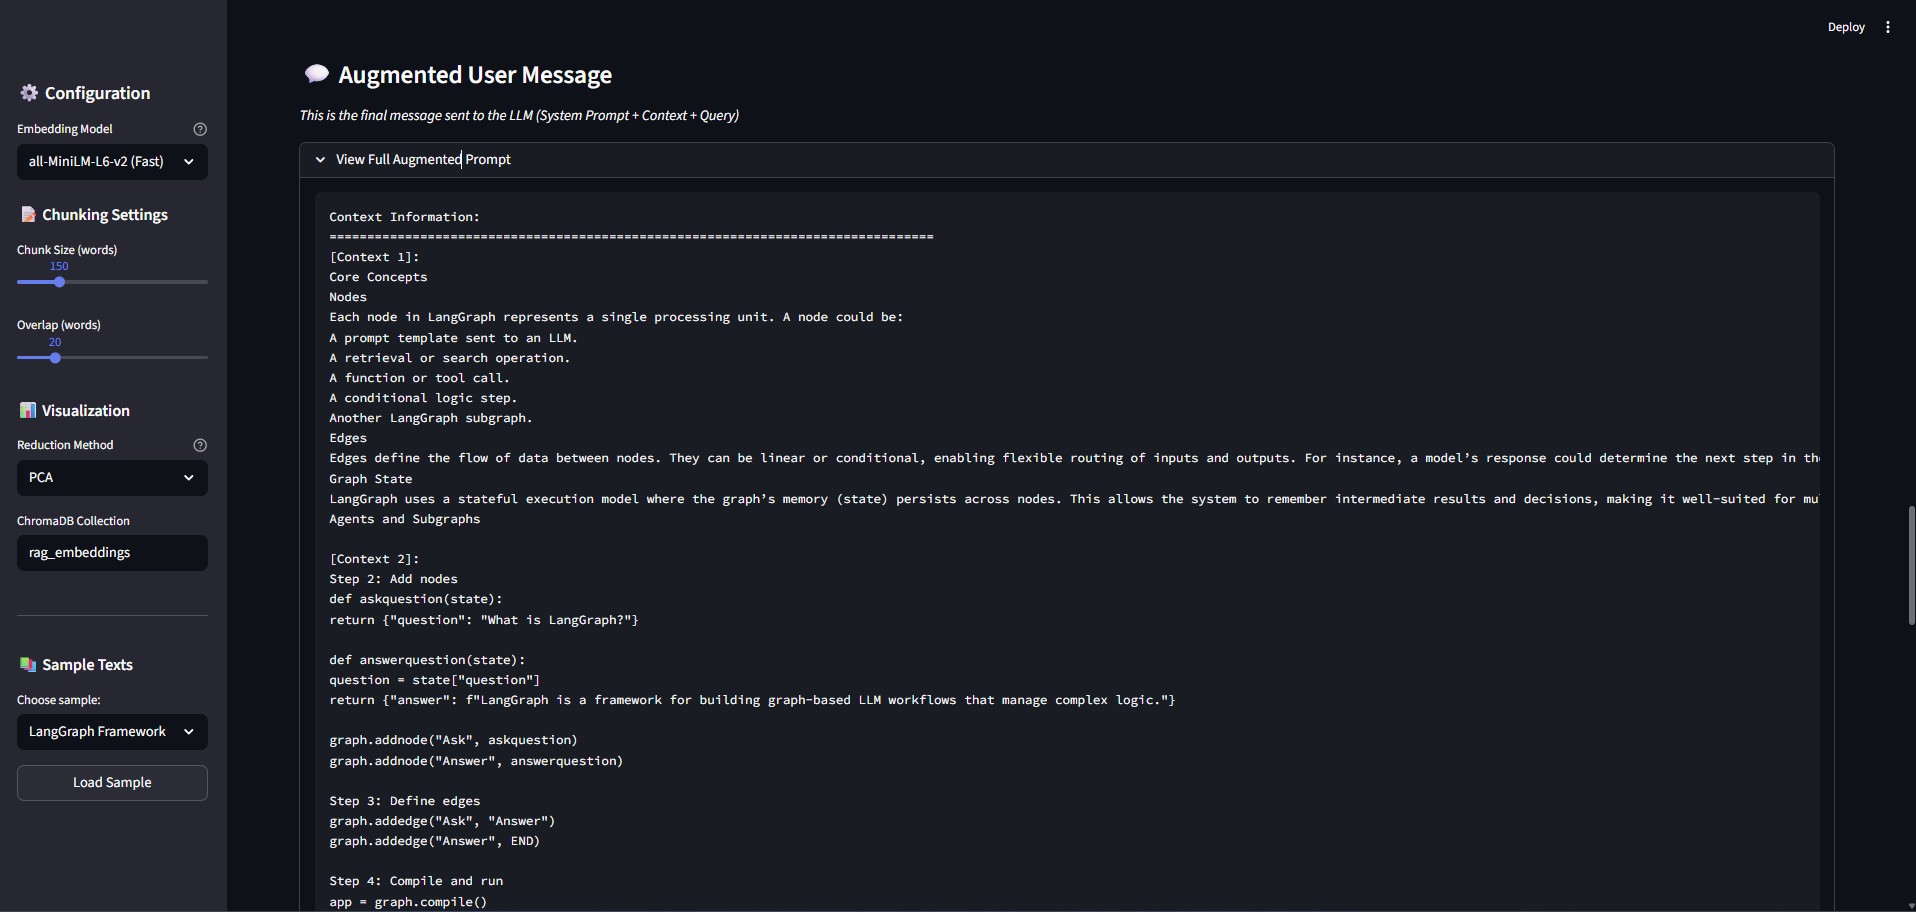 Deploy
Configuration
Embedding Model
all-MiniLM-L6-v2 (Fast)
Chunking Settings
Chunk Size (words)
150
Overlap (words)
20
Visualization
Reduction Method
PCA
ChromaDB Collection
rag_embeddings
Sample Texts
Choose sample:
LangGraph Framework
Load Sample
Augmented User Message
This is the final message sent to the LLM (System Prompt + Context + Query)
View Full Augmented Prompt
Context Information:
================================================================================
[Context 1]:
Core Concepts
Nodes
Each node in LangGraph represents a single processing unit. A node could be:
A prompt template sent to an LLM.
A retrieval or search operation.
A function or tool call.
A conditional logic step.
Another LangGraph subgraph.
Edges
Edges define the flow of data between nodes. They can be linear or conditional, enabling flexible routing of inputs and outputs. For instance, a model’s response could determine the next step in
Graph State
LangGraph uses a stateful execution model where the graph’s memory (state) persists across nodes. This allows the system to remember intermediate results and decisions, making it well-suited for
Agents and Subgraphs
[Context 2]:
Step 2: Add nodes
def askquestion(state):
return {"question": "What is LangGraph?"}
def answerquestion(state):
question = state["question"]
return {"answer": f"LangGraph is a framework for building graph-based LLM workflows that manage complex logic."}
graph.addnode("Ask", askquestion)
graph.addnode("Answer", answerquestion)
Step 3: Define edges
graph.addedge("Ask", "Answer")
graph.addedge("Answer", END)
Step 4: Compile and run
app = graph.compile()